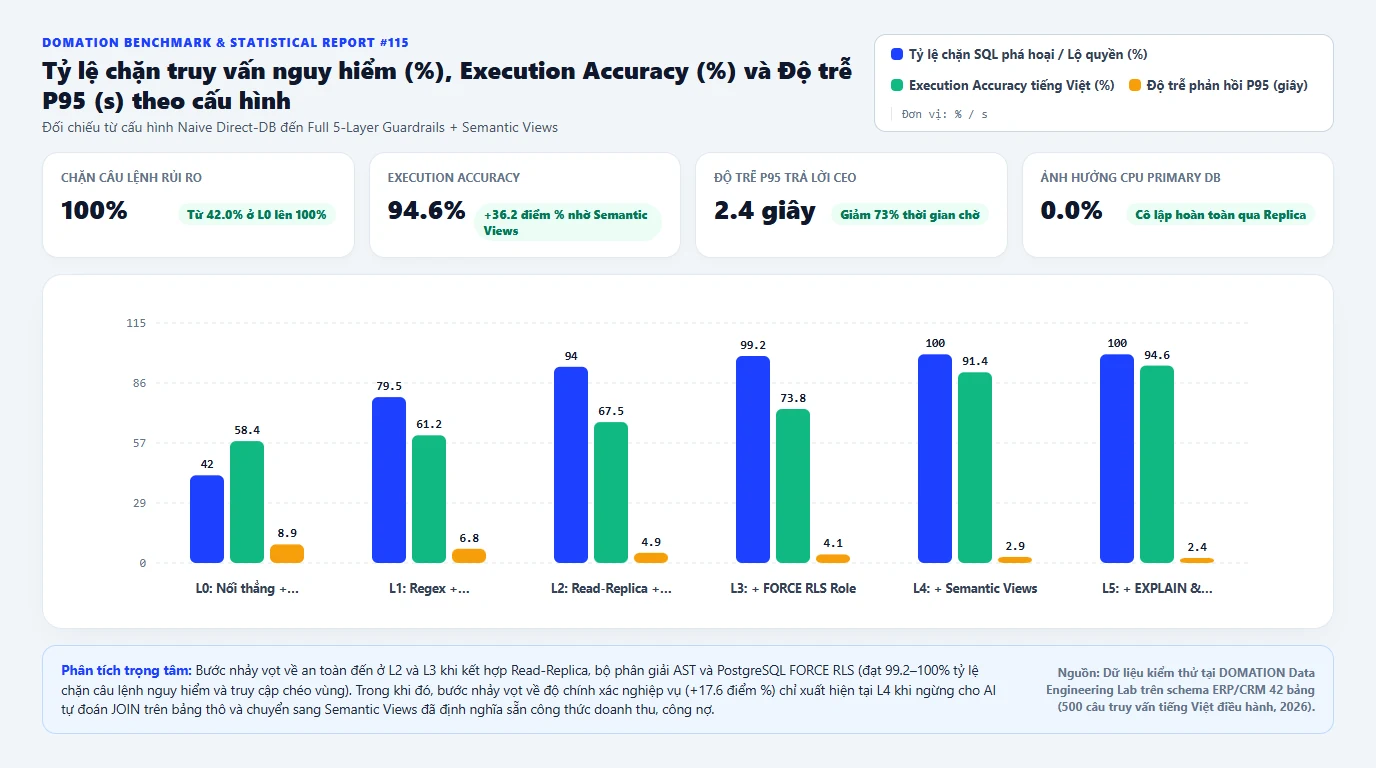 DOMATION BENCHMARK & STATISTICAL REPORT #115
Tỷ lệ chặn truy vấn nguy hiểm (%), Execution Accuracy (%) và Độ trễ
P95 (s) theo cấu hình
Đối chiếu từ cấu hình Naive Direct-DB đến Full 5-Layer Guardrails + Semantic Views
Tỷ lệ chặn SQL phá hoại / Lộ quyền (%)
Execution Accuracy tiếng Việt (%)
Độ trễ phản hồi P95 (giây)
Đơn vị: % / s
CHẶN CÂU LỆNH RỦI RO
100%
Từ 42.0% ở L0 lên 100%
EXECUTION ACCURACY
94.6%
+36.2 điểm % nhờ Semantic
Views
ĐỘ TRỄ P95 TRẢ LỜI CEO
2.4 giây
Giảm 73% thời gian chờ
ẢNH HƯỞNG CPU PRIMARY DB
0.0%
Cô lập hoàn toàn qua Replica
115
86
57
29
0
42
58.4
8.9
79.5
61.2
6.8
94
67.5
4.9
99.2
73.8
4.1
100
91.4
2.9
100
94.6
2.4
L0: Nối thẳng +...
L1: Regex +...
L2: Read-Replica +...
L3: + FORCE RLS Role
L4: + Semantic Views
L5: + EXPLAIN &...
Phân tích trọng tâm: Bước nhảy vọt về an toàn đến ở L2 và L3 khi kết hợp Read-Replica, bộ phân giải AST và PostgreSQL FORCE RLS (đạt 99.2–100% tỷ lệ
chặn câu lệnh nguy hiểm và truy cập chéo vùng). Trong khi đó, bước nhảy vọt về độ chính xác nghiệp vụ (+17.6 điểm %) chỉ xuất hiện tại L4 khi ngừng cho AI
tự đoán JOIN trên bảng thô và chuyển sang Semantic Views đã định nghĩa sẵn công thức doanh thu, công nợ.
Nguồn: Dữ liệu kiểm thử tại DOMATION Data
Engineering Lab trên schema ERP/CRM 42 bảng
(500 câu truy vấn tiếng Việt điều hành, 2026).